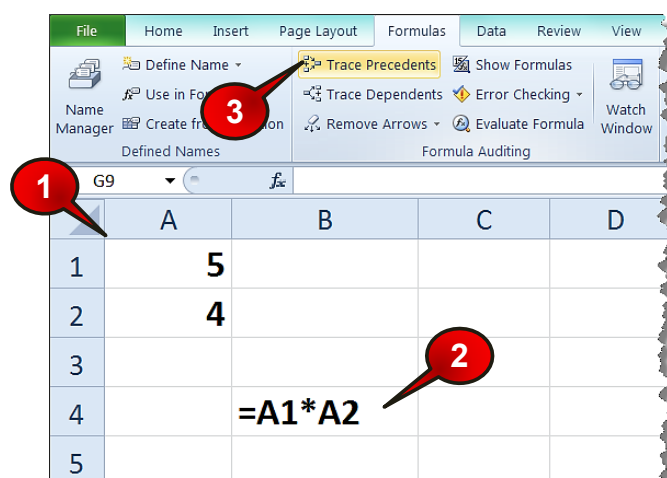 File Home Insert Page Layout Formulas Data Review View
Define Name Trace Precedents Show Formulas
Use in Fo Trace Dependents Error Checking
Name Manager Create fr on Remove Arrows Evaluate Formula Watch Window
Defined Names Formula Auditing
3
1
G9 fx
A B C D
1 5
2 4
3
2
4 =A1*A2
5